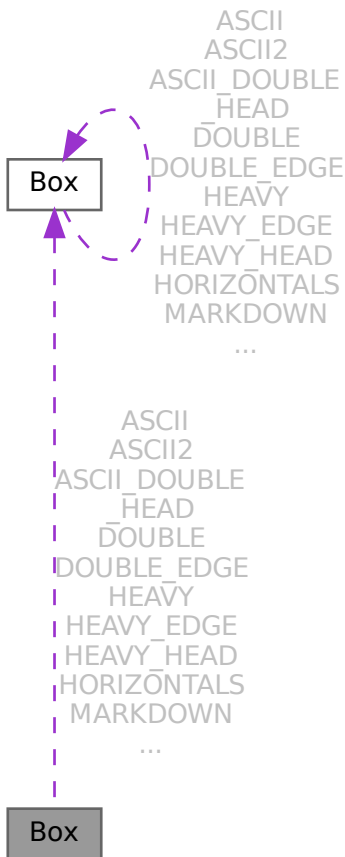 ASCII
ASCII2
ASCII_DOUBLE
_HEAD
DOUBLE
DOUBLE_EDGE
HEAVY
HEAVY_EDGE
HEAVY_HEAD
HORIZONTALS
MARKDOWN
...
Box
ASCII
ASCII2
ASCII_DOUBLE
_HEAD
DOUBLE
DOUBLE_EDGE
HEAVY
HEAVY_EDGE
HEAVY_HEAD
HORIZONTALS
MARKDOWN
...
Box